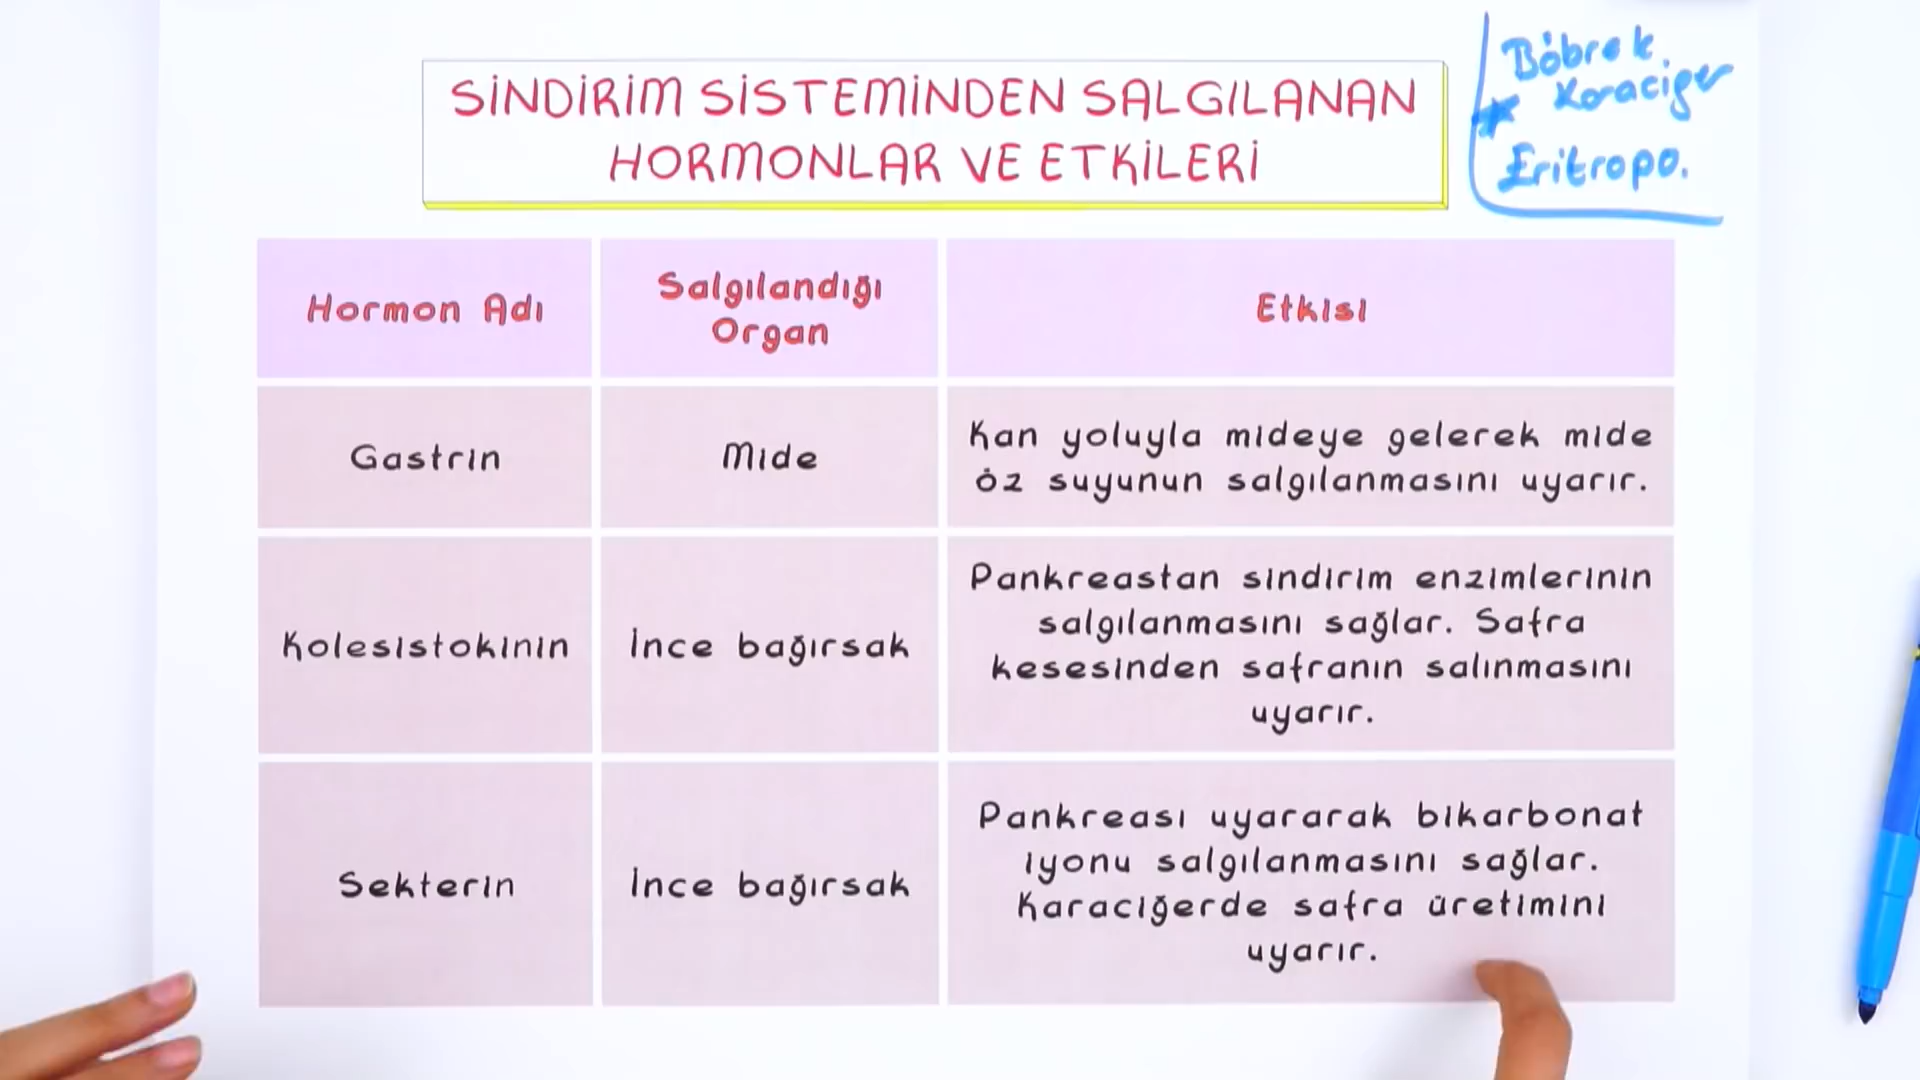 SİNDİRİM SİSTEMİNDEN SALGILANAN
HORMONLAR VE ETKİLERİ
Böbrek
Karaciğer
Eritropo.
Hormon Adı
Salgılandığı
Organ
Etkisi
Gastrin
Mide
Kan yoluyla mideye gelerek mide
öz suyunun salgılanmasını uyarır.
Kolesistokinin
İnce bağırsak
Pankreastan sindirim enzimlerinin
salgılanmasını sağlar. Safra
kesesinden safranın salınmasını
uyarır.
Sekterin
İnce bağırsak
Pankreası uyararak bikarbonat
iyonu salgılanmasını sağlar.
Karaciğerde safra üretimini
uyarır.